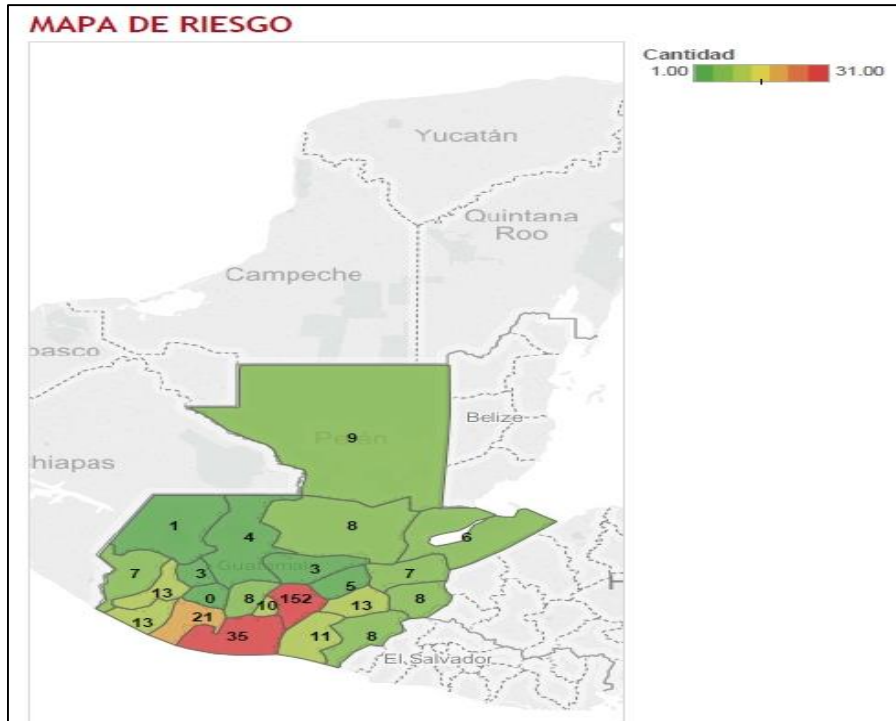 MAPA DE RIESGO
Cantidad
1.00 31.00
Yucatán
Quintana
Roo
Campeche
basco
Belize
Petén
9
hiapas
1
4
8
6
Guatemala
7
3
3
7
13
0
8
10
152
5
13
8
13
21
35
11
8
H
El Salvador